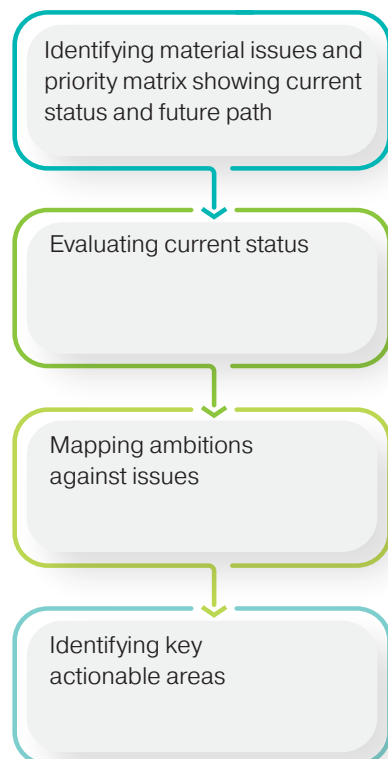 Identifying material issues and
priority matrix showing current
status and future path
Evaluating current status
Mapping ambitions
against issues
Identifying key
actionable areas